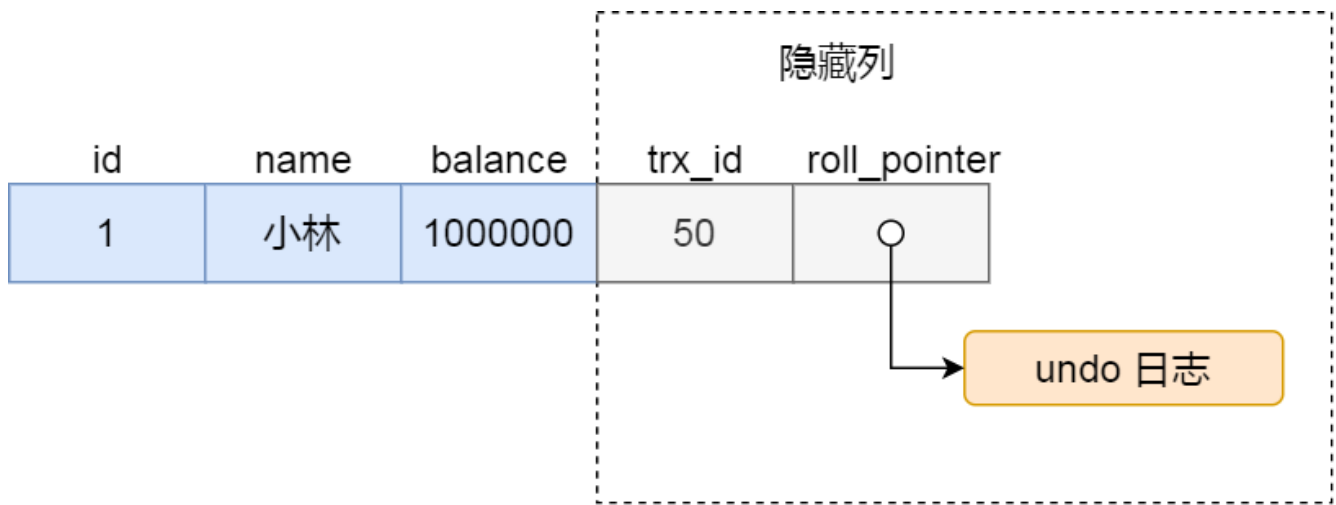 隐藏列
id name balance trx_id roll_pointer
1 小林 1000000 50
undo 日志